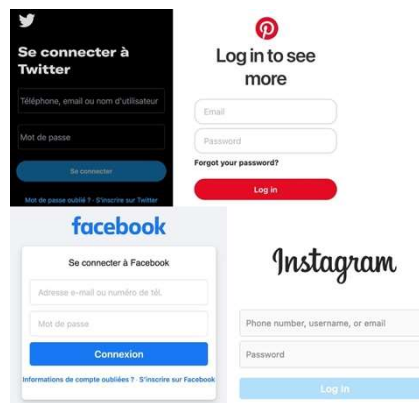 Se connecter à
Twitter
Téléphone, email ou nom d'utilisateur
Mot de passe
Se connecter
Mot de passe oublié ? · S'inscrire sur Twitter
Log in to see
more
Email
Password
Forgot your password?
Log in
facebook
Se connecter à Facebook
Adresse e-mail ou numéro de tél.
Mot de passe
Connexion
Informations de compte oubliées ? · S'inscrire sur Facebook
Instagram
Phone number, username, or email
Password
Log In